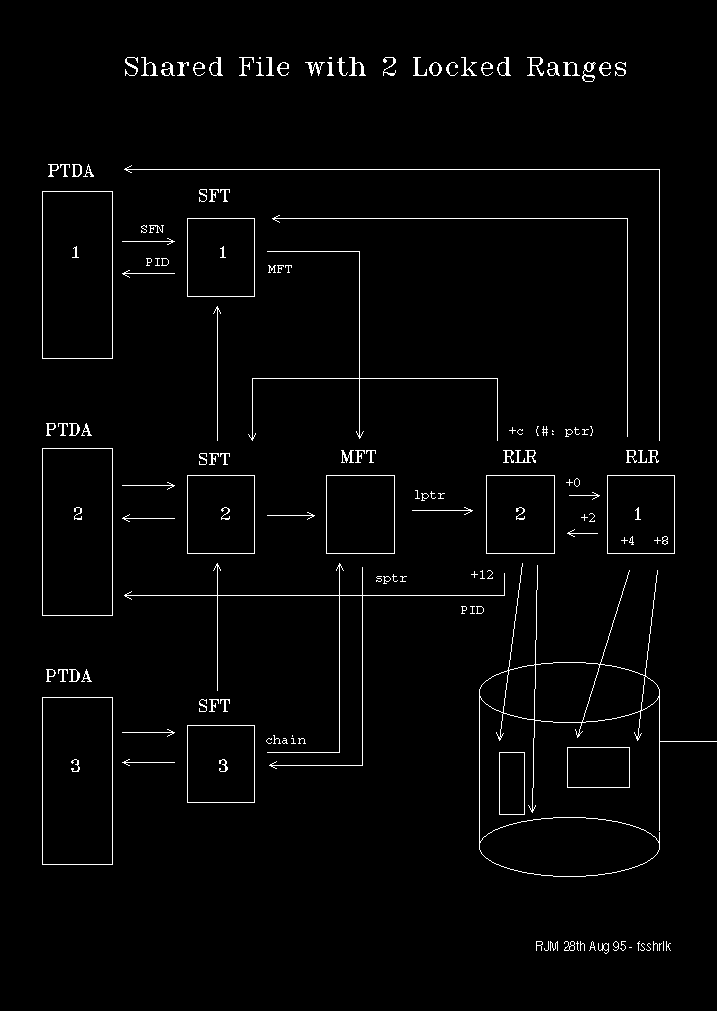 Shared File with 2 Locked Ranges
PTDA
SFT
SFN
1
1
PID
MFT
PTDA
+c (#: ptr)
SFT
MFT
RLR
RLR
+0
lptr
2
2
2
+2
1
+4
+8
sptr
+12
PID
PTDA
SFT
chain
3
3
RJM 28th Aug 95 - fsshrlk